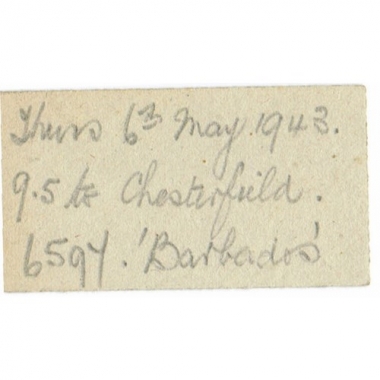 Thurs 6th May 1943.
9.5 to Chesterfield.
6597. 'Barbados'